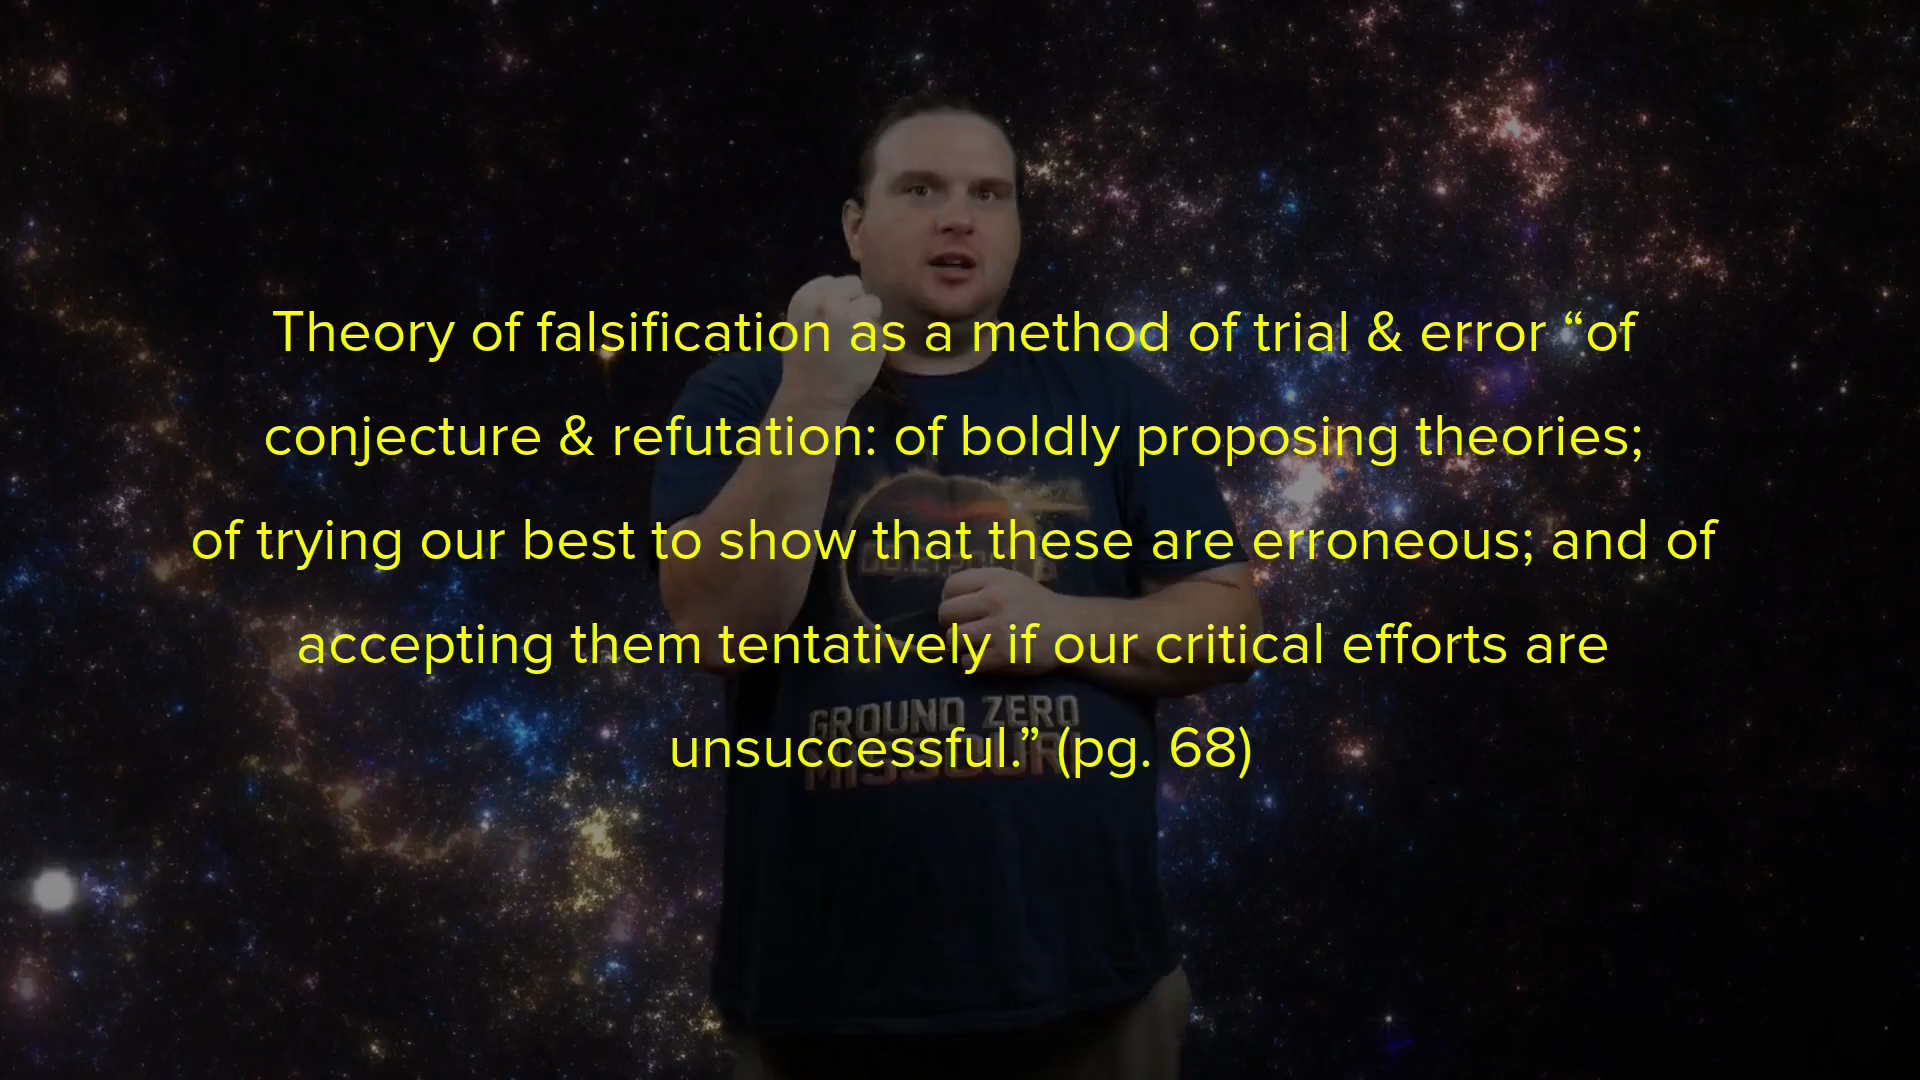 Theory of falsification as a method of trial & error “of
conjecture & refutation: of boldly proposing theories;
of trying our best to show that these are erroneous; and of
accepting them tentatively if our critical efforts are
unsuccessful.” (pg. 68)
GROUND ZERO
MISSOURI